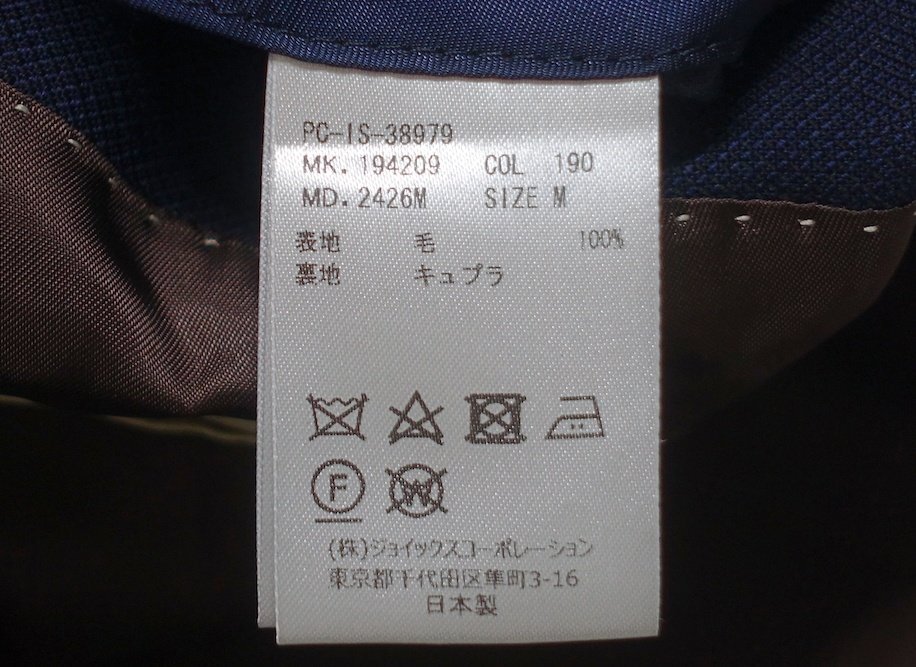 PC-IS-38979
MK. 194209 COL 190
MD. 2426M SIZE M
表地 毛 100%
裏地 キュプラ
F W
(株)ジョイックスコーポレーション
東京都千代田区隼町3-16
日本製